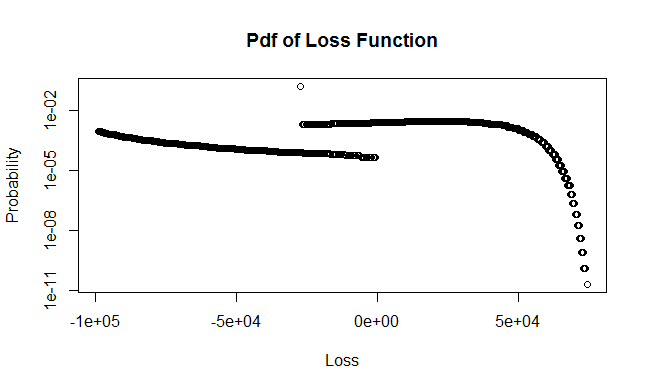 Pdf of Loss Function
Probability
1e-02
1e-05
1e-08
1e-11
-1e+05
-5e+04
0e+00
5e+04
Loss